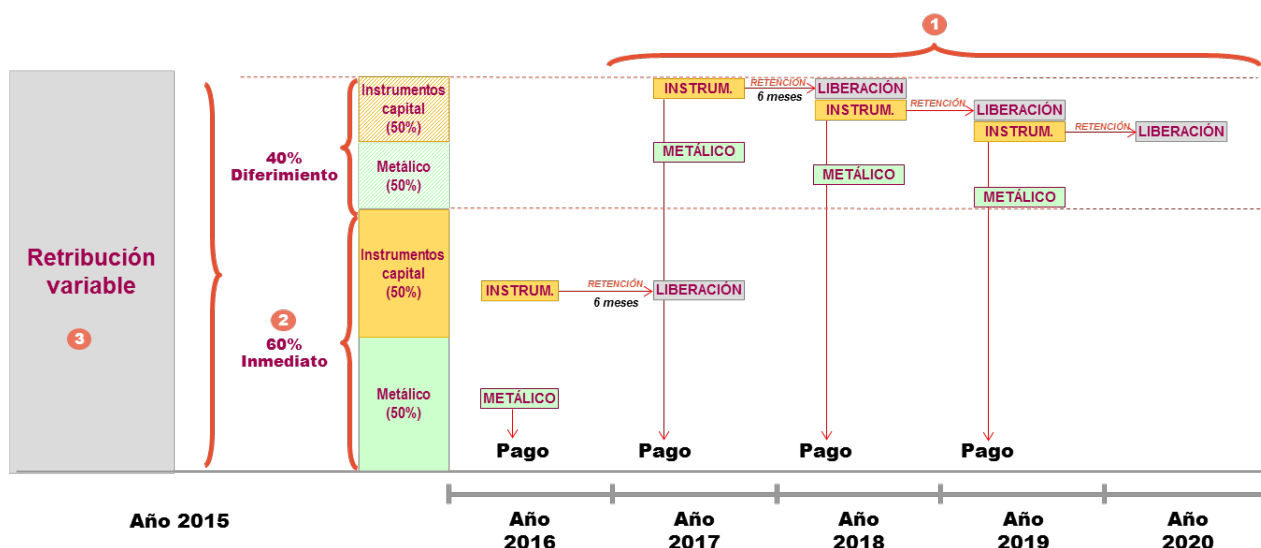 1
Instrumentos
capital
(50%)
INSTRUM.
RETENCIÓN
6 meses
LIBERACIÓN
INSTRUM.
RETENCIÓN
LIBERACIÓN
INSTRUM.
RETENCIÓN
LIBERACIÓN
40%
Diferimiento
Metálico
(50%)
METÁLICO
METÁLICO
METÁLICO
Retribución
variable
3
2
60%
Inmediato
Instrumentos
capital
(50%)
INSTRUM.
RETENCIÓN
6 meses
LIBERACIÓN
Metálico
(50%)
METÁLICO
Pago
Pago
Pago
Pago
Año 2015
Año
2016
Año
2017
Año
2018
Año
2019
Año
2020